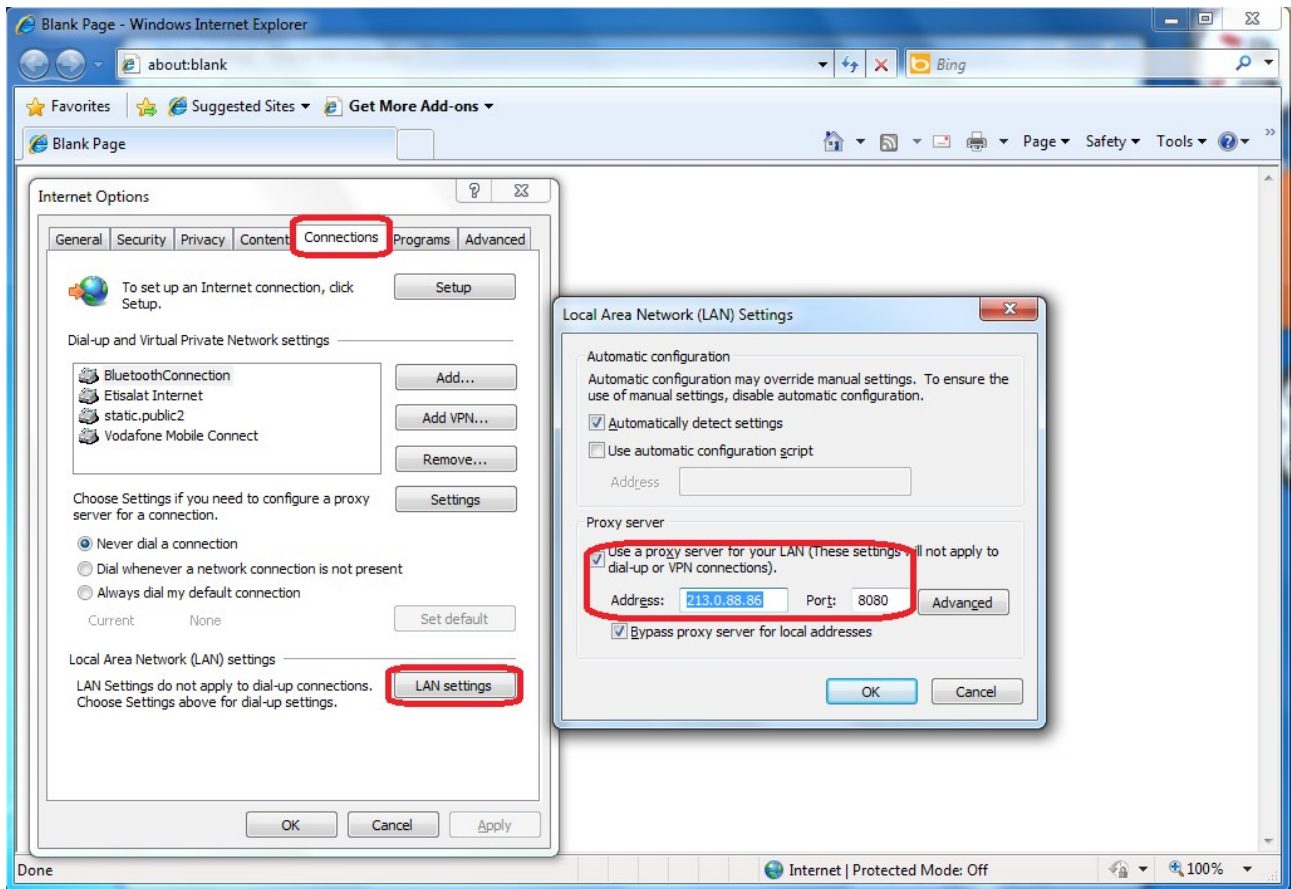 Blank Page - Windows Internet Explorer
about:blank
Bing
Favorites Suggested Sites Get More Add-ons
Blank Page
Page Safety Tools
Internet Options
General Security Privacy Content Connections Programs Advanced
To set up an Internet connection, click
Setup.
Setup
Dial-up and Virtual Private Network settings
BluetoothConnection
Etisalat Internet
static.public2
Vodafone Mobile Connect
Add...
Add VPN...
Remove...
Choose Settings if you need to configure a proxy
server for a connection.
Settings
Never dial a connection
Dial whenever a network connection is not present
Always dial my default connection
Current None
Set default
Local Area Network (LAN) settings
LAN Settings do not apply to dial-up connections.
Choose Settings above for dial-up settings.
LAN settings
OK Cancel Apply
Local Area Network (LAN) Settings
Automatic configuration
Automatic configuration may override manual settings. To ensure the
use of manual settings, disable automatic configuration.
Automatically detect settings
Use automatic configuration script
Address
Proxy server
Use a proxy server for your LAN (These settings will not apply to
dial-up or VPN connections).
Address: 213.0.88.86 Port: 8080 Advanced
Bypass proxy server for local addresses
OK Cancel
Done
Internet | Protected Mode: Off
100%